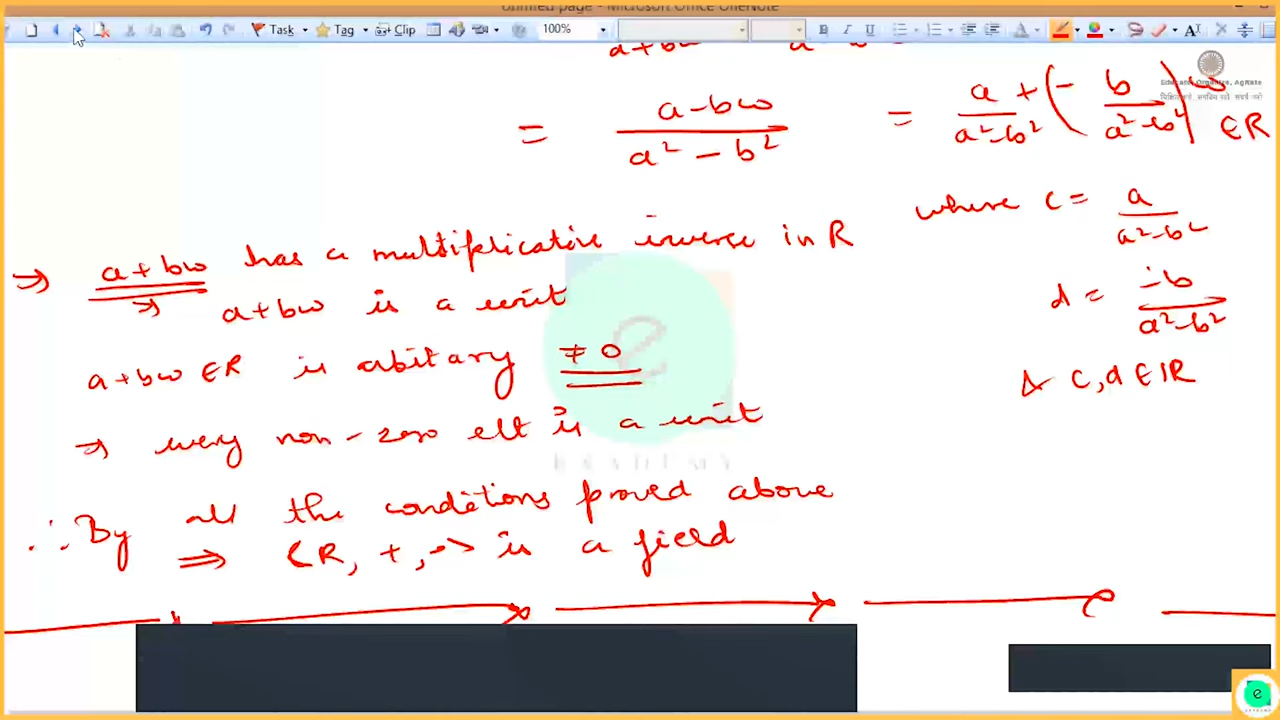 Untitled page - Microsoft Office OneNote
Task Tag Clip 100%
a+bω
= a-bω / a² - b² = a / a²-b² + (- b / a²-b²) ω ∈R
where c = a / a²-b²
⇒ a+bω has a multiplicative inverse in R
⇒ a+bω is a unit
d = -b / a²-b²
a+bω ∈R is abitary ≠ 0
& c,d ∈ IR
⇒ every non-zero elt is a unit
∴ By all the conditions proved above
⇒ <R, +, ·> is a field